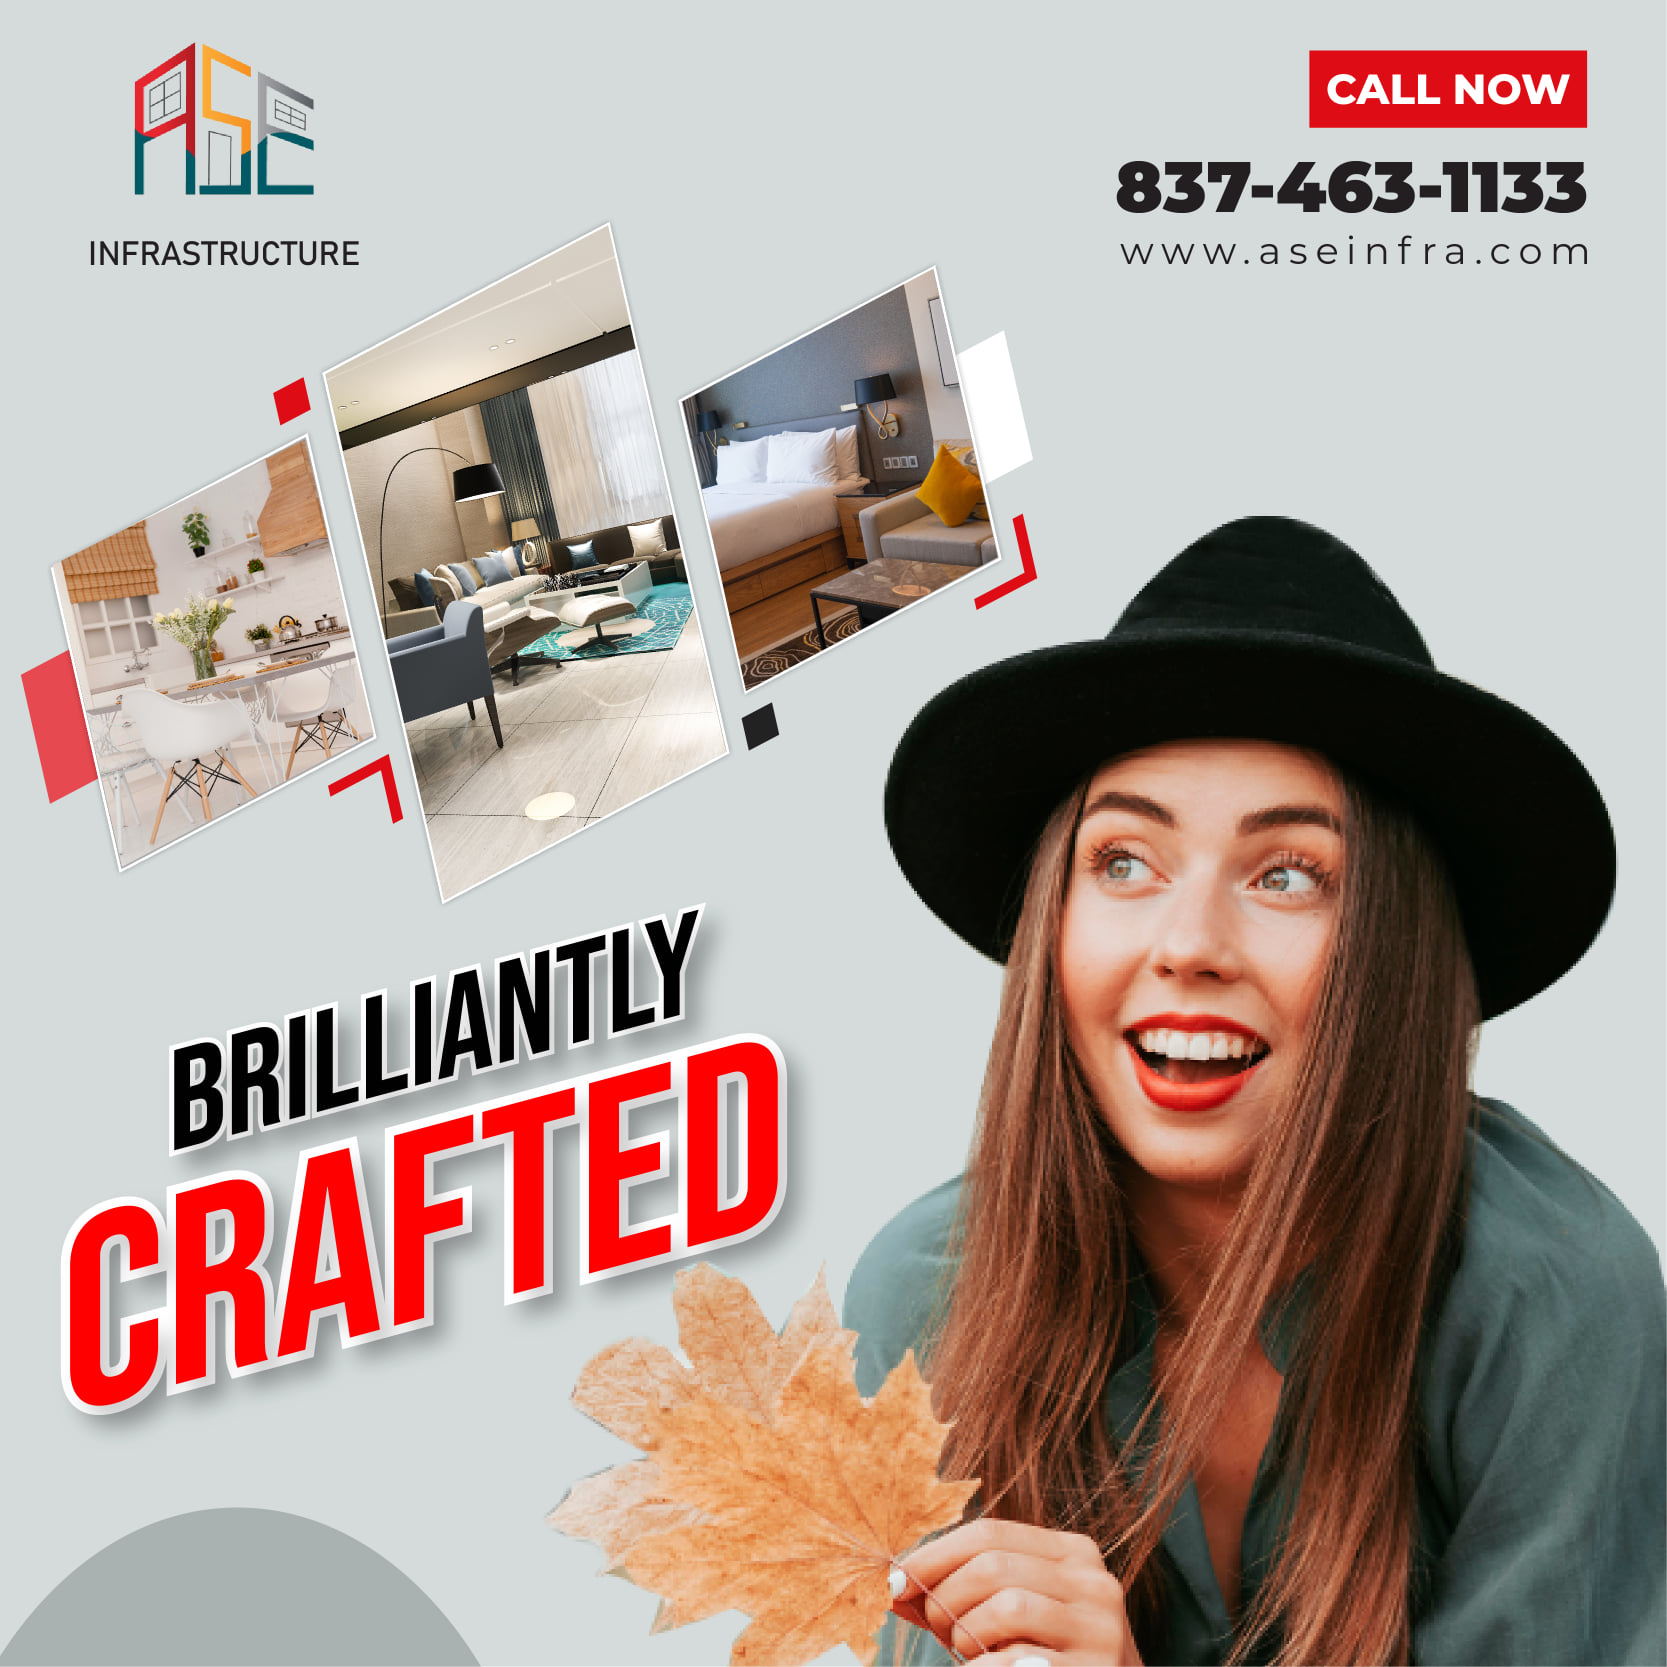 ASE
INFRASTRUCTURE
CALL NOW
837-463-1133
www.aseinfra.com
BRILLIANTLY
CRAFTED